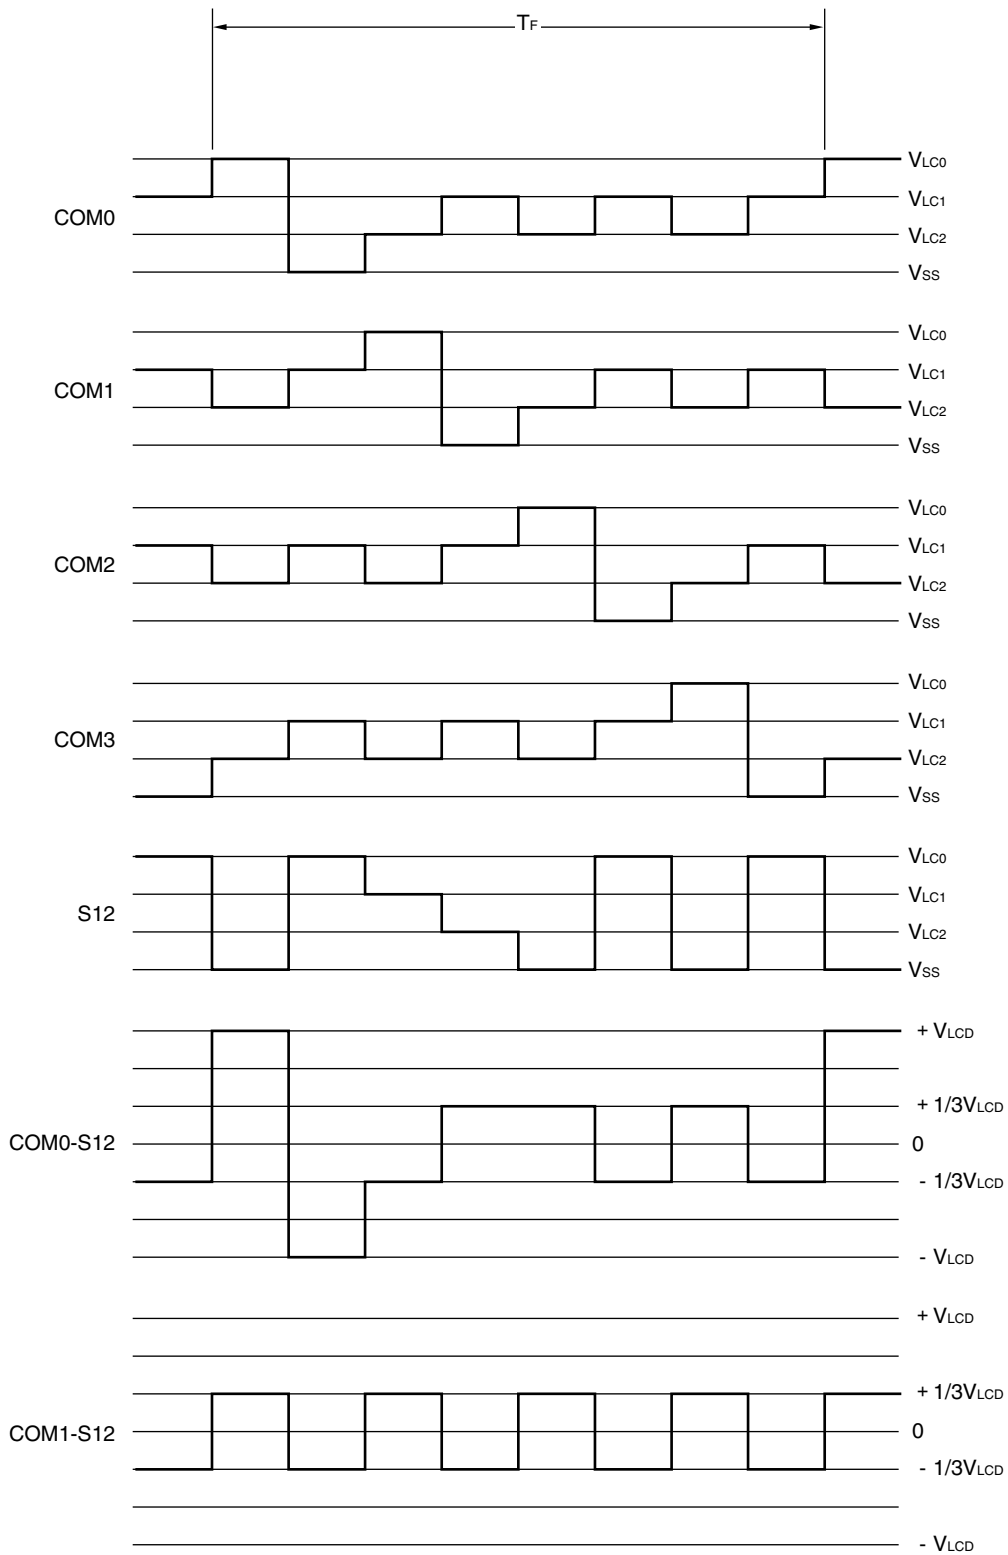 TF
VLC0
VLC1
COM0
VLC2
VSS
VLC0
VLC1
COM1
VLC2
VSS
VLC0
VLC1
COM2
VLC2
VSS
VLC0
VLC1
COM3
VLC2
VSS
VLC0
VLC1
S12
VLC2
VSS
+ VLCD
+ 1/3VLCD
COM0-S12
0
- 1/3VLCD
- VLCD
+ VLCD
+ 1/3VLCD
COM1-S12
0
- 1/3VLCD
- VLCD